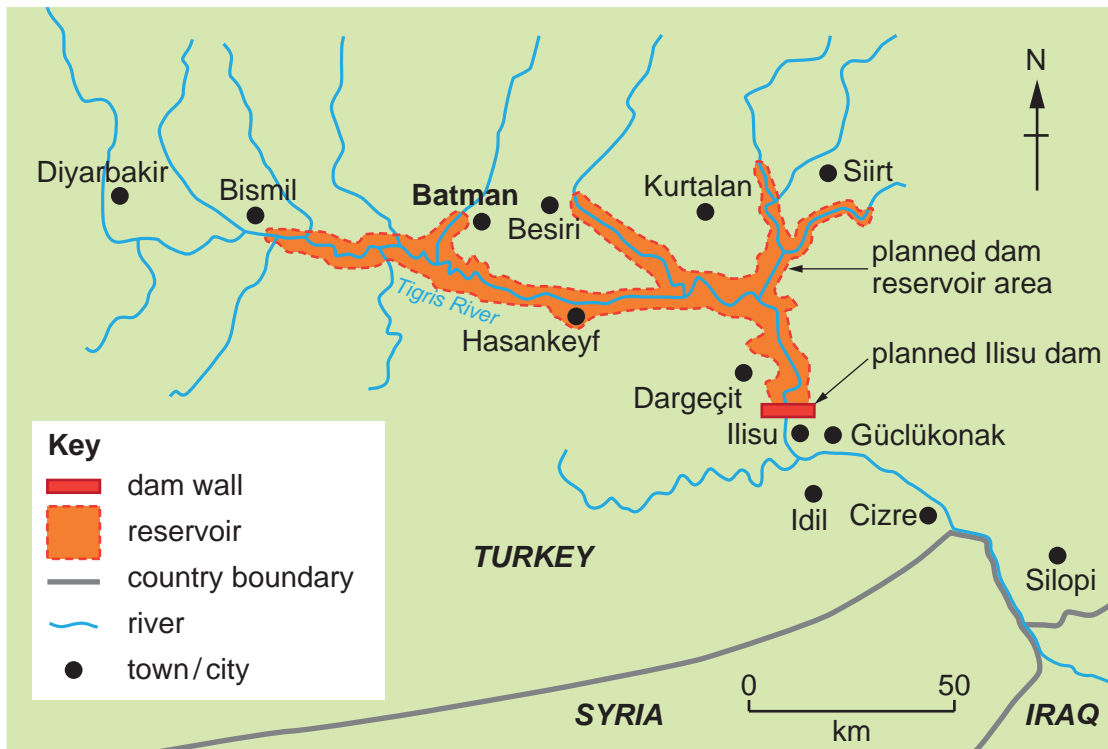 N
Diyarbakir
Bismil
Batman
Besiri
Kurtalan
Siirt
planned dam
reservoir area
Tigris River
Hasankeyf
planned Ilisu dam
Dargeçit
Ilisu
Güclükonak
Idil
Cizre
Silopi
TURKEY
SYRIA
IRAQ
Key
dam wall
reservoir
country boundary
river
town/city
0 50
km